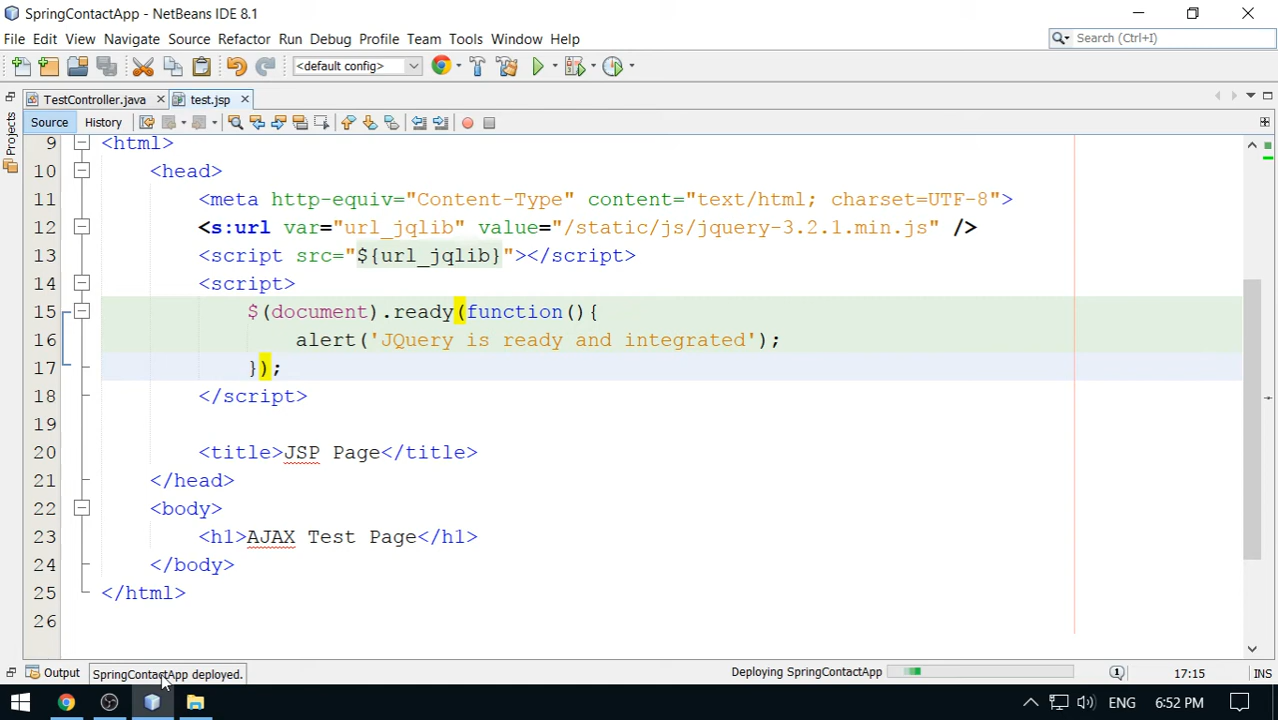 SpringContactApp - NetBeans IDE 8.1
File Edit View Navigate Source Refactor Run Debug Profile Team Tools Window Help
Search (Ctrl+I)
<default config>
TestController.java test.jsp
Source History
Projects
9 <html>
10 <head>
11 <meta http-equiv="Content-Type" content="text/html; charset=UTF-8">
12 <s:url var="url_jqlib" value="/static/js/jquery-3.2.1.min.js" />
13 <script src="${url_jqlib}"></script>
14 <script>
15 $(document).ready(function(){
16 alert('JQuery is ready and integrated');
17 });
18 </script>
19
20 <title>JSP Page</title>
21 </head>
22 <body>
23 <h1>AJAX Test Page</h1>
24 </body>
25 </html>
26
Output SpringContactApp deployed. Deploying SpringContactApp 1 17:15
ENG 6:52 PM